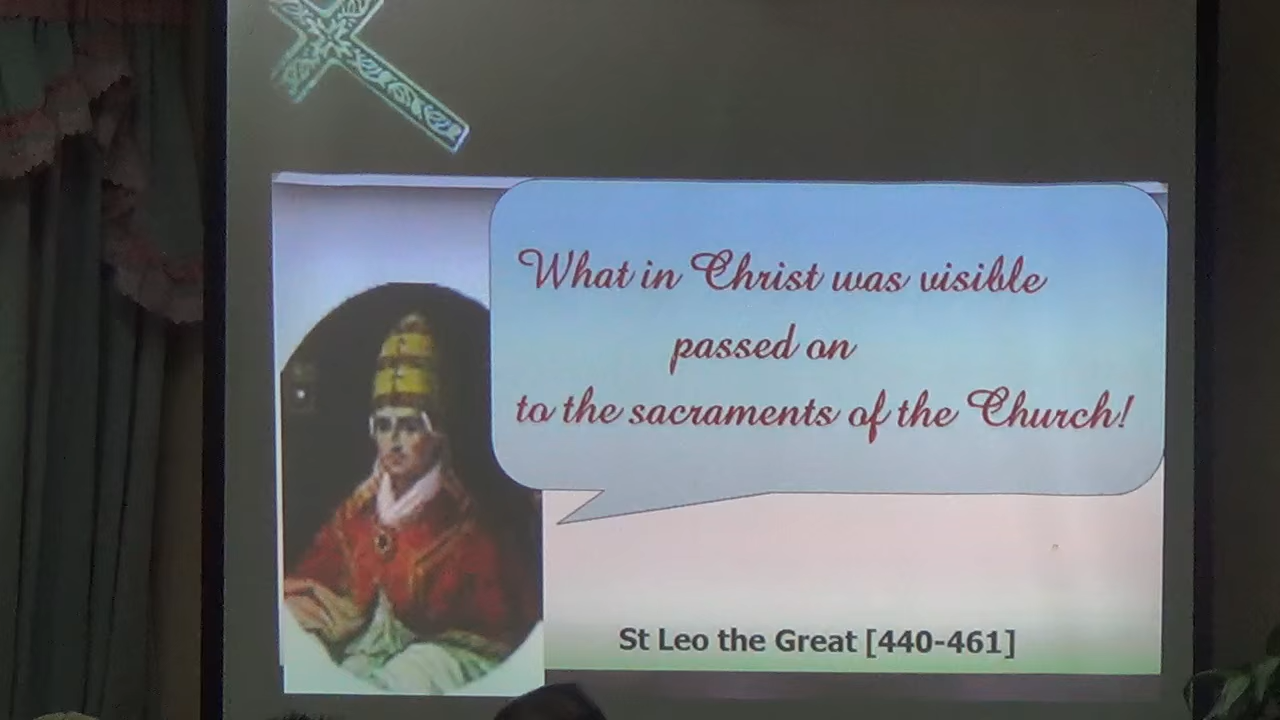 What in Christ was visible
passed on
to the sacraments of the Church!
St Leo the Great [440-461]